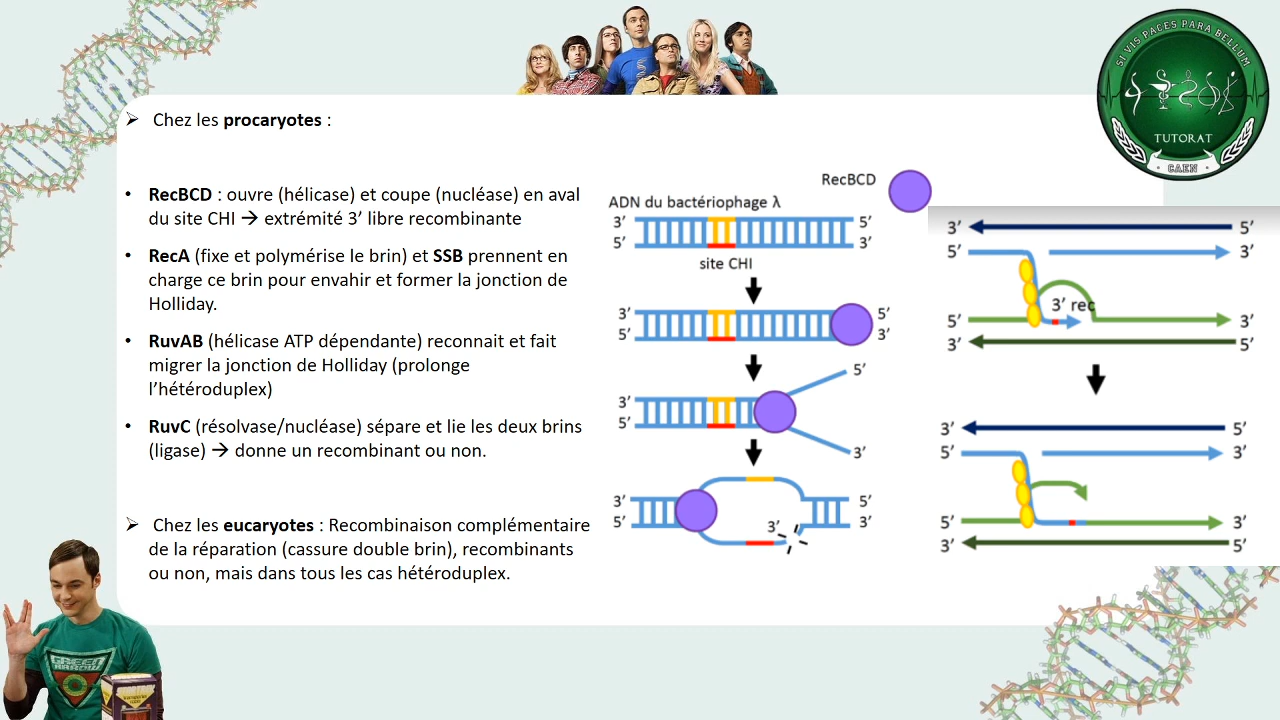 ➢ Chez les procaryotes :
• RecBCD : ouvre (hélicase) et coupe (nucléase) en aval
du site CHI → extrémité 3’ libre recombinante
• RecA (fixe et polymérise le brin) et SSB prennent en
charge ce brin pour envahir et former la jonction de
Holliday.
• RuvAB (hélicase ATP dépendante) reconnait et fait
migrer la jonction de Holliday (prolonge
l’hétéroduplex)
• RuvC (résolvase/nucléase) sépare et lie les deux brins
(ligase) → donne un recombinant ou non.
➢ Chez les eucaryotes : Recombinaison complémentaire
de la réparation (cassure double brin), recombinants
ou non, mais dans tous les cas hétéroduplex.
RecBCD
ADN du bactériophage λ
3’ 5’
5’ 3’
site CHI
3’ 5’
5’ 3’
5’
3’
5’
3’
3’ 5’
5’ 3’
3’
3’ 5’
5’ 3’
3’ rec
5’ 3’
3’ 5’
3’ 5’
5’ 3’
5’ 3’
3’ 5’
SI VIS PACES PARA BELLUM
TUTORAT
CAEN
GREEN
ARROW